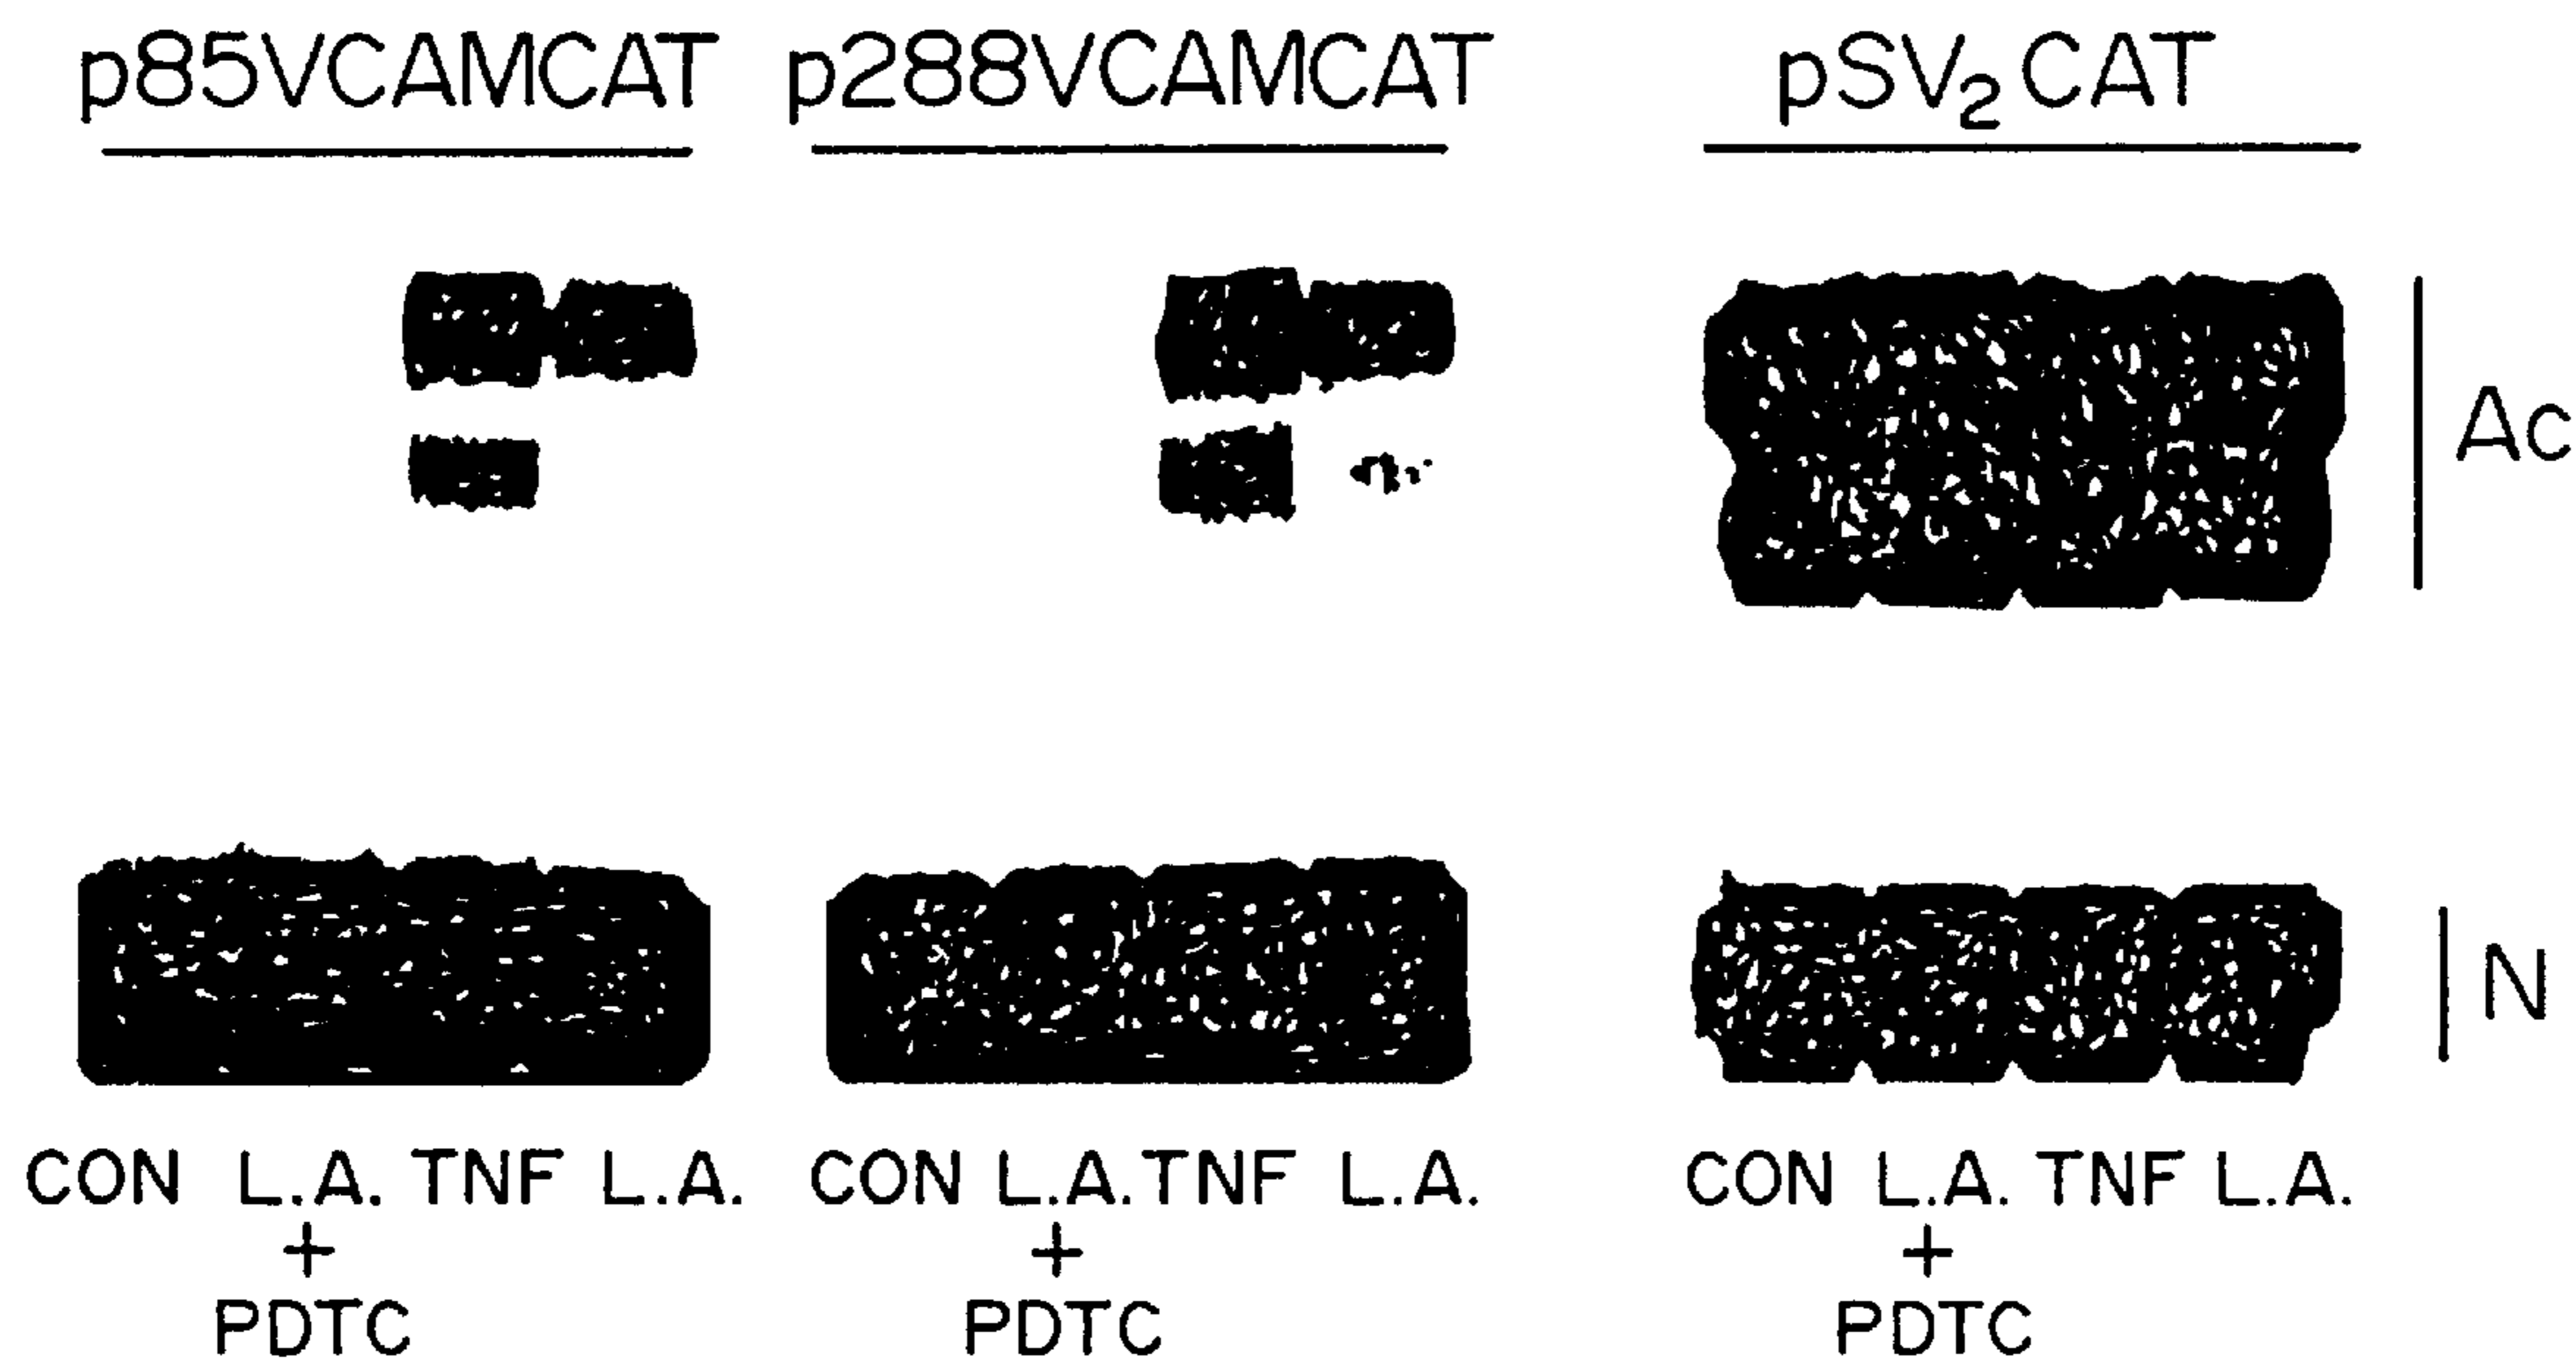 p85VCAMCAT p288VCAMCAT pSV₂CAT
Ac
N
CON L.A. TNF L.A. CON L.A. TNF L.A. CON L.A. TNF L.A.
+ + +
PDTC PDTC PDTC